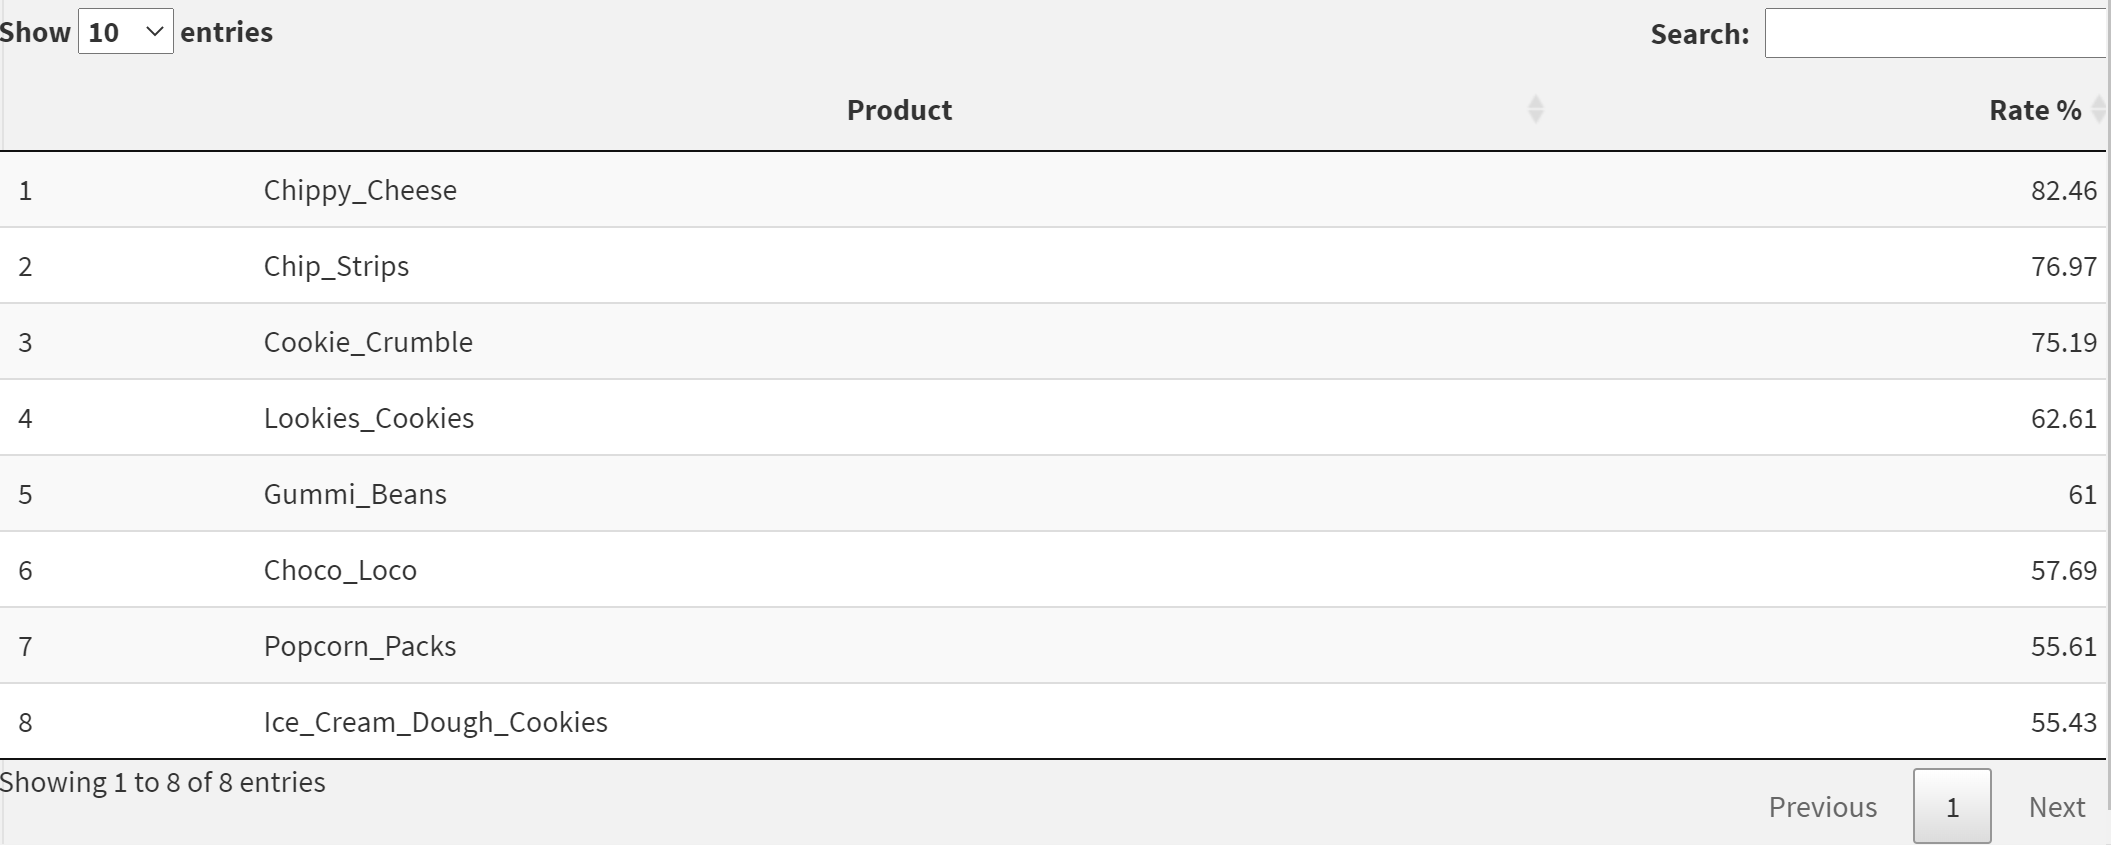 Show 10 entries Search:
Product Rate %
1 Chippy_Cheese 82.46
2 Chip_Strips 76.97
3 Cookie_Crumble 75.19
4 Lookies_Cookies 62.61
5 Gummi_Beans 61
6 Choco_Loco 57.69
7 Popcorn_Packs 55.61
8 Ice_Cream_Dough_Cookies 55.43
Showing 1 to 8 of 8 entries
Previous 1 Next